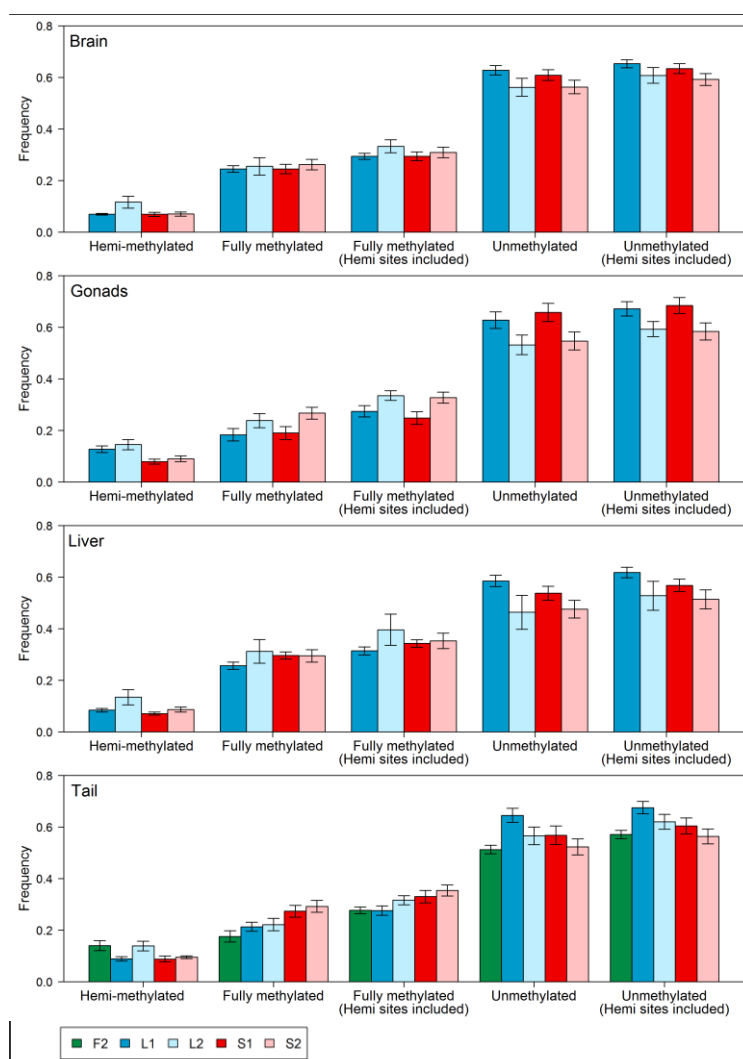 Brain
Frequency
0.8
0.6
0.4
0.2
0.0
Hemi-methylated Fully methylated Fully methylated (Hemi sites included) Unmethylated Unmethylated (Hemi sites included)
Gonads
Frequency
0.8
0.6
0.4
0.2
0.0
Hemi-methylated Fully methylated Fully methylated (Hemi sites included) Unmethylated Unmethylated (Hemi sites included)
Liver
Frequency
0.8
0.6
0.4
0.2
0.0
Hemi-methylated Fully methylated Fully methylated (Hemi sites included) Unmethylated Unmethylated (Hemi sites included)
Tail
Frequency
0.8
0.6
0.4
0.2
0.0
Hemi-methylated Fully methylated Fully methylated (Hemi sites included) Unmethylated Unmethylated (Hemi sites included)
F2 L1 L2 S1 S2